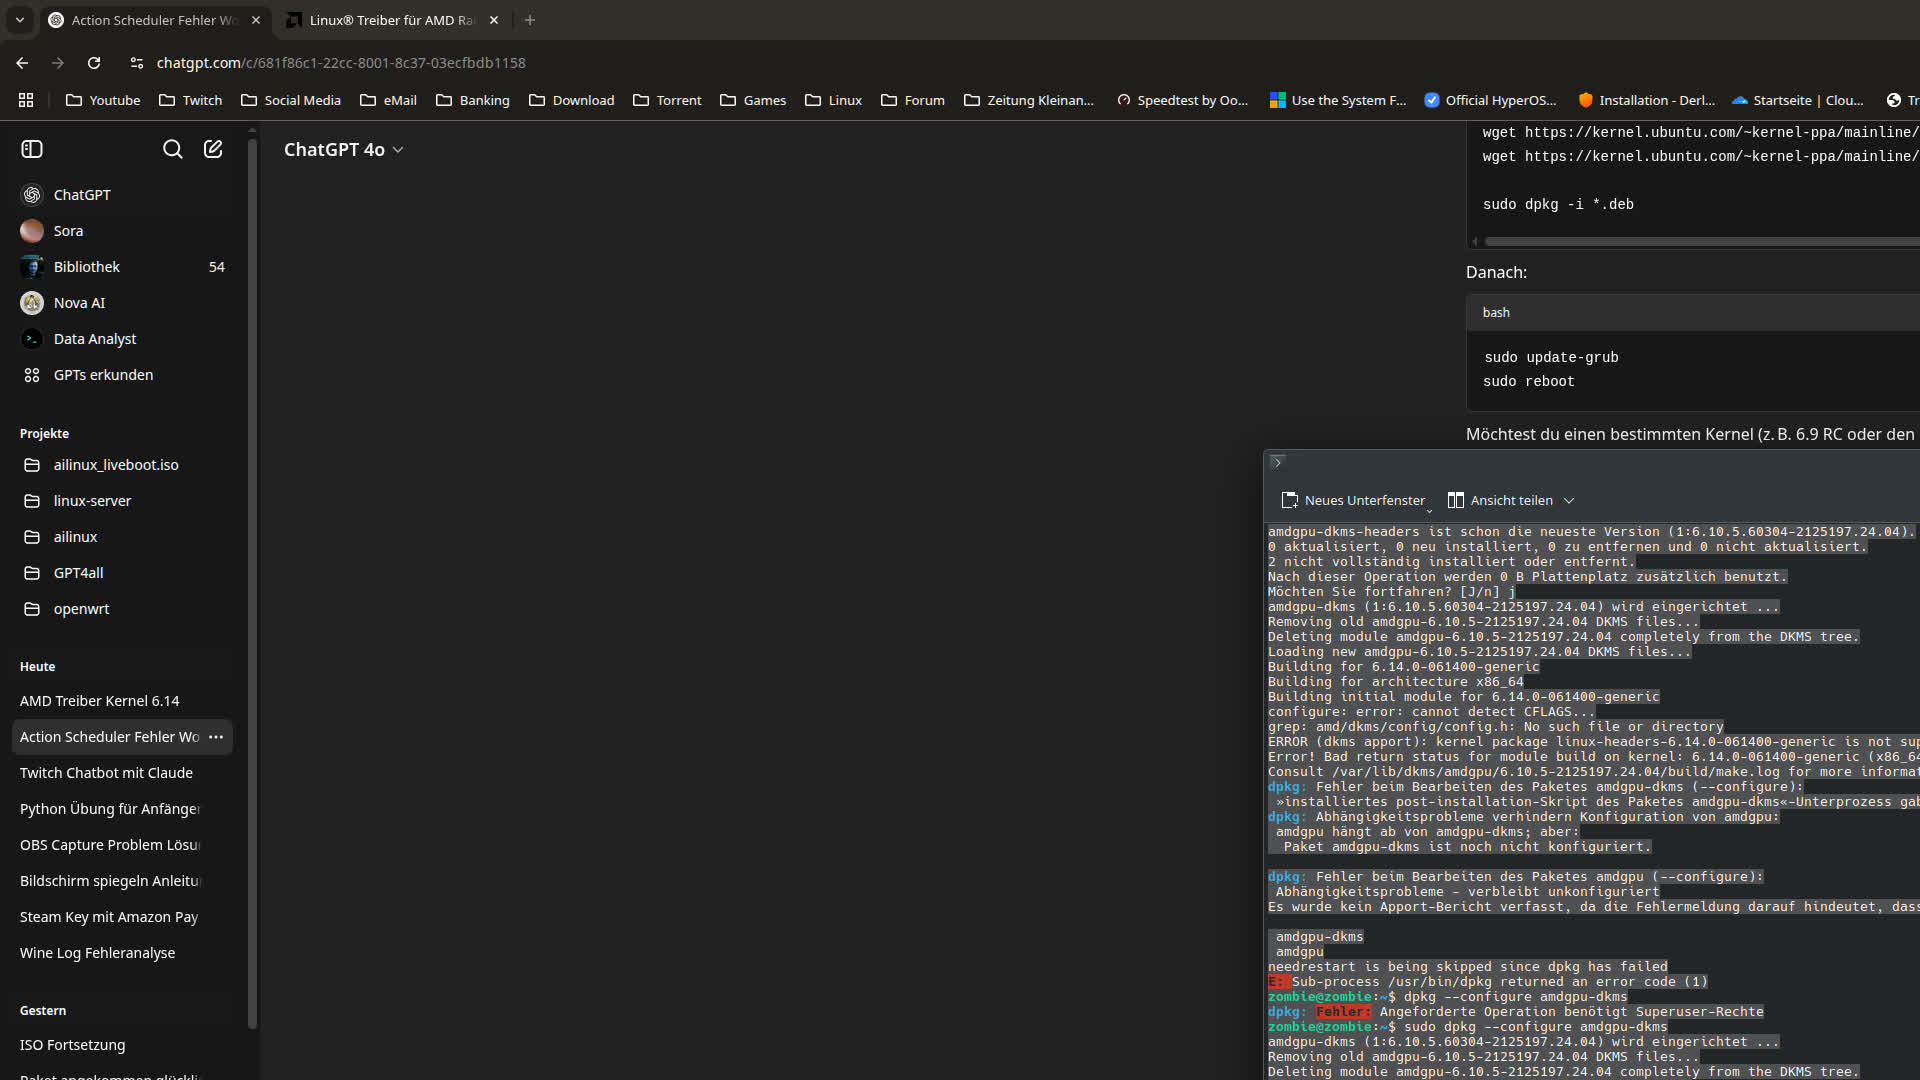 Action Scheduler Fehler Wo
Linux® Treiber für AMD Ra
chatgpt.com/c/681f86c1-22cc-8001-8c37-03ecfbdb1158
Youtube
Twitch
Social Media
eMail
Banking
Download
Torrent
Games
Linux
Forum
Zeitung Kleinan...
Speedtest by Oo...
Use the System F...
Official HyperOS...
Installation - Derl...
Startseite | Clou...
Tr
ChatGPT 4o
ChatGPT
Sora
Bibliothek 54
Nova AI
Data Analyst
GPTs erkunden
Projekte
ailinux_liveboot.iso
linux-server
ailinux
GPT4all
openwrt
Heute
AMD Treiber Kernel 6.14
Action Scheduler Fehler Wo
Twitch Chatbot mit Claude
Python Übung für Anfänger
OBS Capture Problem Lösu
Bildschirm spiegeln Anleitu
Steam Key mit Amazon Pay
Wine Log Fehleranalyse
Gestern
ISO Fortsetzung
wget https://kernel.ubuntu.com/~kernel-ppa/mainline/
wget https://kernel.ubuntu.com/~kernel-ppa/mainline/
sudo dpkg -i *.deb
Danach:
bash
sudo update-grub
sudo reboot
Möchtest du einen bestimmten Kernel (z. B. 6.9 RC oder den
Neues Unterfenster
Ansicht teilen
amdgpu-dkms-headers ist schon die neueste Version (1:6.10.5.60304-2125197.24.04).
0 aktualisiert, 0 neu installiert, 0 zu entfernen und 0 nicht aktualisiert.
2 nicht vollständig installiert oder entfernt.
Nach dieser Operation werden 0 B Plattenplatz zusätzlich benutzt.
Möchten Sie fortfahren? [J/n] j
amdgpu-dkms (1:6.10.5.60304-2125197.24.04) wird eingerichtet ...
Removing old amdgpu-6.10.5-2125197.24.04 DKMS files...
Deleting module amdgpu-6.10.5-2125197.24.04 completely from the DKMS tree.
Loading new amdgpu-6.10.5-2125197.24.04 DKMS files...
Building for 6.14.0-061400-generic
Building for architecture x86_64
Building initial module for 6.14.0-061400-generic
configure: error: cannot detect CFLAGS...
grep: amd/dkms/config/config.h: No such file or directory
ERROR (dkms apport): kernel package linux-headers-6.14.0-061400-generic is not sup
Error! Bad return status for module build on kernel: 6.14.0-061400-generic (x86_64
Consult /var/lib/dkms/amdgpu/6.10.5-2125197.24.04/build/make.log for more informat
dpkg: Fehler beim Bearbeiten des Paketes amdgpu-dkms (--configure):
»installiertes post-installation-Skript des Paketes amdgpu-dkms«-Unterprozess gab
dpkg: Abhängigkeitsprobleme verhindern Konfiguration von amdgpu:
amdgpu hängt ab von amdgpu-dkms; aber:
Paket amdgpu-dkms ist noch nicht konfiguriert.
dpkg: Fehler beim Bearbeiten des Paketes amdgpu (--configure):
Abhängigkeitsprobleme - verbleibt unkonfiguriert
Es wurde kein Apport-Bericht verfasst, da die Fehlermeldung darauf hindeutet, dass
amdgpu-dkms
amdgpu
needrestart is being skipped since dpkg has failed
E: Sub-process /usr/bin/dpkg returned an error code (1)
zombie@zombie:~$ dpkg --configure amdgpu-dkms
dpkg: Fehler: Angeforderte Operation benötigt Superuser-Rechte
zombie@zombie:~$ sudo dpkg --configure amdgpu-dkms
amdgpu-dkms (1:6.10.5.60304-2125197.24.04) wird eingerichtet ...
Removing old amdgpu-6.10.5-2125197.24.04 DKMS files...
Deleting module amdgpu-6.10.5-2125197.24.04 completely from the DKMS tree.